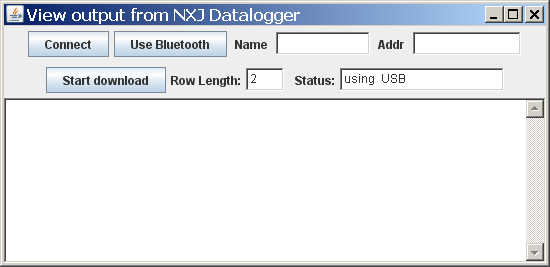 View output from NXJ Datalogger
Connect Use Bluetooth Name Addr
Start download Row Length: 2 Status: using USB